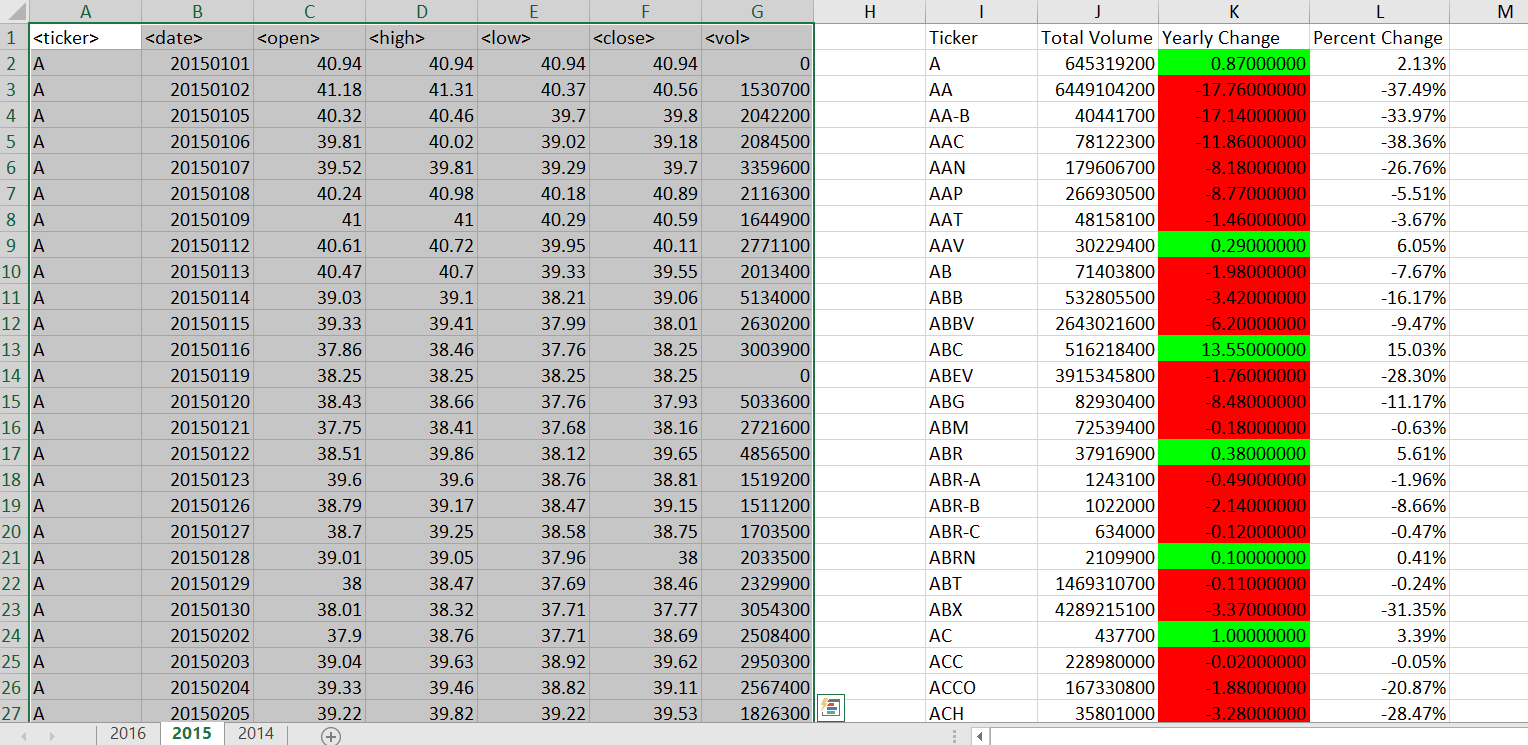 A B C D E F G H I J K L M
1 <ticker> <date> <open> <high> <low> <close> <vol> Ticker Total Volume Yearly Change Percent Change
2 A 20150101 40.94 40.94 40.94 40.94 0 A 645319200 0.87000000 2.13%
3 A 20150102 41.18 41.31 40.37 40.56 1530700 AA 6449104200 -17.76000000 -37.49%
4 A 20150105 40.32 40.46 39.7 39.8 2042200 AA-B 40441700 -17.14000000 -33.97%
5 A 20150106 39.81 40.02 39.02 39.18 2084500 AAC 78122300 -11.86000000 -38.36%
6 A 20150107 39.52 39.81 39.29 39.7 3359600 AAN 179606700 -8.18000000 -26.76%
7 A 20150108 40.24 40.98 40.18 40.89 2116300 AAP 266930500 -8.77000000 -5.51%
8 A 20150109 41 41 40.29 40.59 1644900 AAT 48158100 -1.46000000 -3.67%
9 A 20150112 40.61 40.72 39.95 40.11 2771100 AAV 30229400 0.29000000 6.05%
10 A 20150113 40.47 40.7 39.33 39.55 2013400 AB 71403800 -1.98000000 -7.67%
11 A 20150114 39.03 39.1 38.21 39.06 5134000 ABB 532805500 -3.42000000 -16.17%
12 A 20150115 39.33 39.41 37.99 38.01 2630200 ABBV 2643021600 -6.20000000 -9.47%
13 A 20150116 37.86 38.46 37.76 38.25 3003900 ABC 516218400 13.55000000 15.03%
14 A 20150119 38.25 38.25 38.25 38.25 0 ABEV 3915345800 -1.76000000 -28.30%
15 A 20150120 38.43 38.66 37.76 37.93 5033600 ABG 82930400 -8.48000000 -11.17%
16 A 20150121 37.75 38.41 37.68 38.16 2721600 ABM 72539400 -0.18000000 -0.63%
17 A 20150122 38.51 39.86 38.12 39.65 4856500 ABR 37916900 0.38000000 5.61%
18 A 20150123 39.6 39.6 38.76 38.81 1519200 ABR-A 1243100 -0.49000000 -1.96%
19 A 20150126 38.79 39.17 38.47 39.15 1511200 ABR-B 1022000 -2.14000000 -8.66%
20 A 20150127 38.7 39.25 38.58 38.75 1703500 ABR-C 634000 -0.12000000 -0.47%
21 A 20150128 39.01 39.05 37.96 38 2033500 ABRN 2109900 0.10000000 0.41%
22 A 20150129 38 38.47 37.69 38.46 2329900 ABT 1469310700 -0.11000000 -0.24%
23 A 20150130 38.01 38.32 37.71 37.77 3054300 ABX 4289215100 -3.37000000 -31.35%
24 A 20150202 37.9 38.76 37.71 38.69 2508400 AC 437700 1.00000000 3.39%
25 A 20150203 39.04 39.63 38.92 39.62 2950300 ACC 228980000 -0.02000000 -0.05%
26 A 20150204 39.33 39.46 38.82 39.11 2567400 ACCO 167330800 -1.88000000 -20.87%
27 A 20150205 39.22 39.82 39.22 39.53 1826300 ACH 35801000 -3.28000000 -28.47%
2016 2015 2014